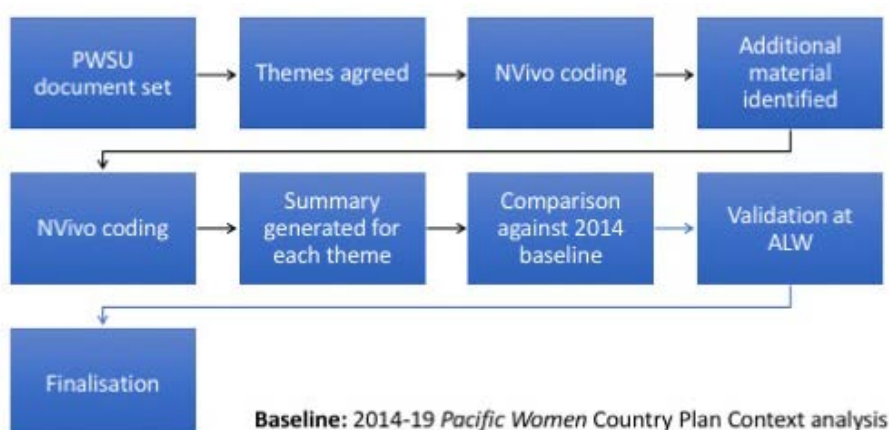 PWSU
document set
Themes agreed
NVivo coding
Additional
material
identified
NVivo coding
Summary
generated for
each theme
Comparison
against 2014
baseline
Validation at
ALW
Finalisation
Baseline: 2014-19 Pacific Women Country Plan Context analysis